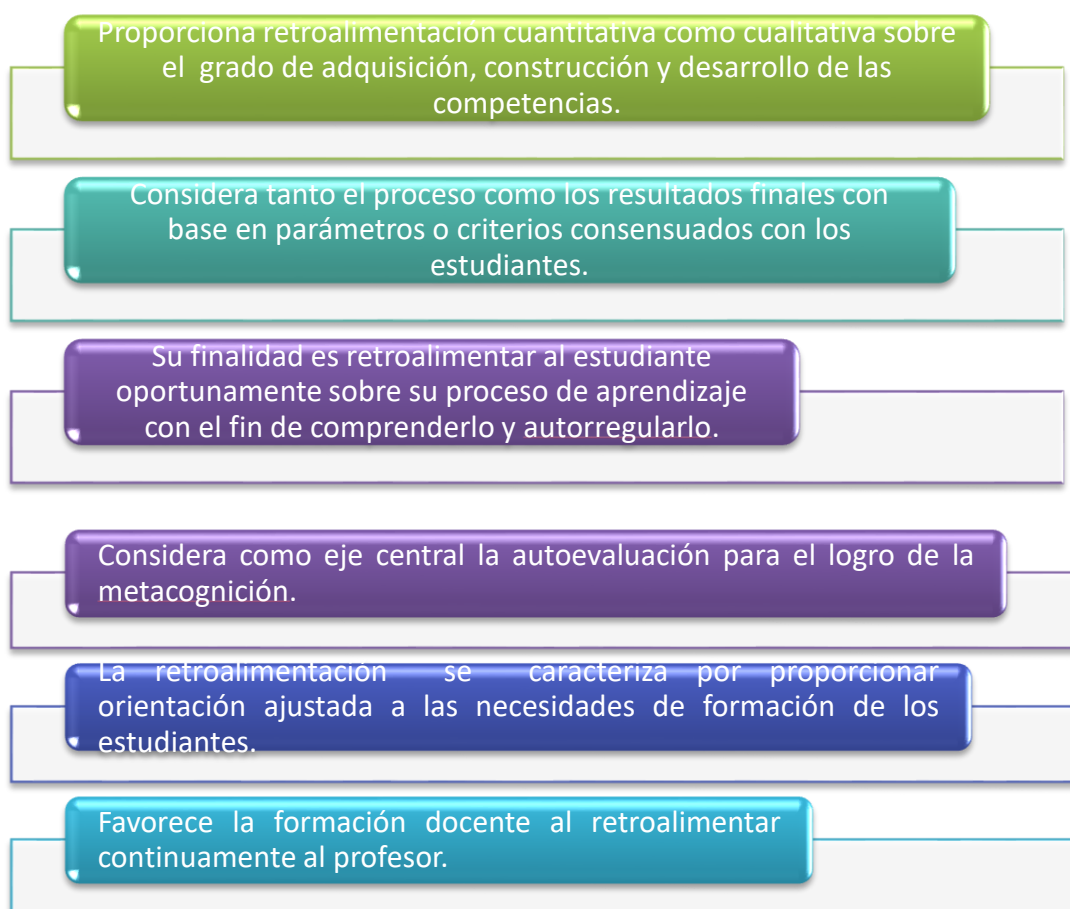 Proporciona retroalimentación cuantitativa como cualitativa sobre
el grado de adquisición, construcción y desarrollo de las
competencias.
Considera tanto el proceso como los resultados finales con
base en parámetros o criterios consensuados con los
estudiantes.
Su finalidad es retroalimentar al estudiante
oportunamente sobre su proceso de aprendizaje
con el fin de comprenderlo y autorregularlo.
Considera como eje central la autoevaluación para el logro de la
metacognición.
La retroalimentación se caracteriza por proporcionar
orientación ajustada a las necesidades de formación de los
estudiantes.
Favorece la formación docente al retroalimentar
continuamente al profesor.